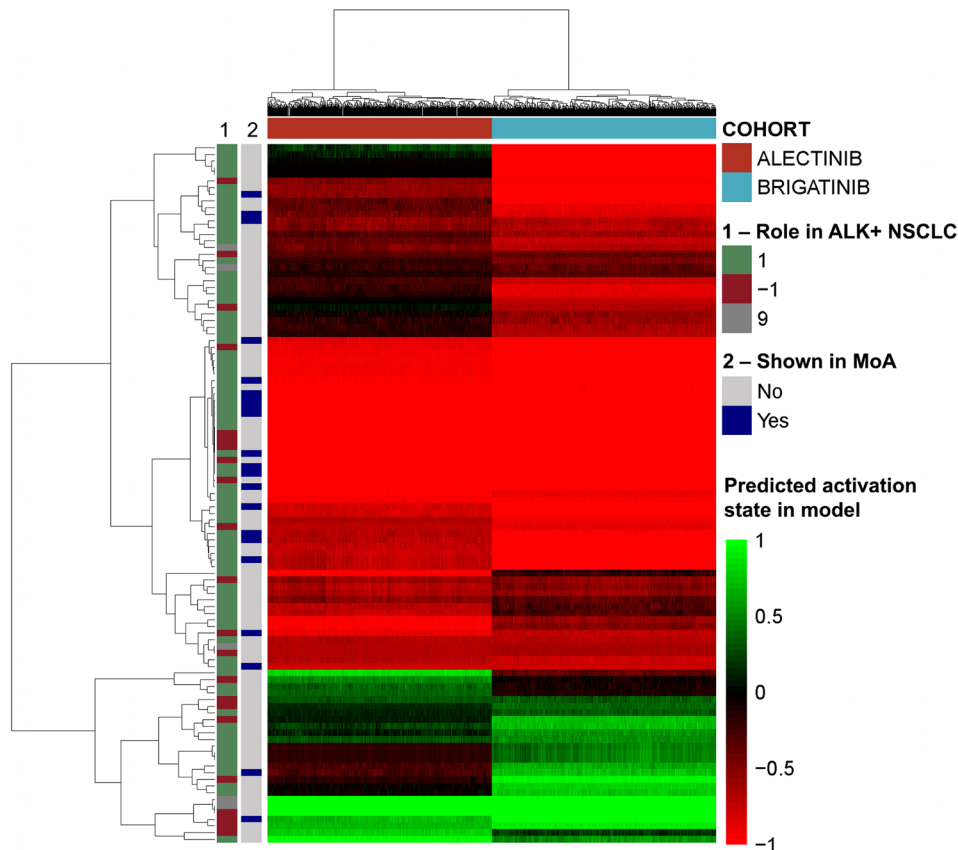 1 2
COHORT
ALECTINIB
BRIGATINIB
1 – Role in ALK+ NSCLC
1
−1
9
2 – Shown in MoA
No
Yes
Predicted activation
state in model
1
0.5
0
−0.5
−1